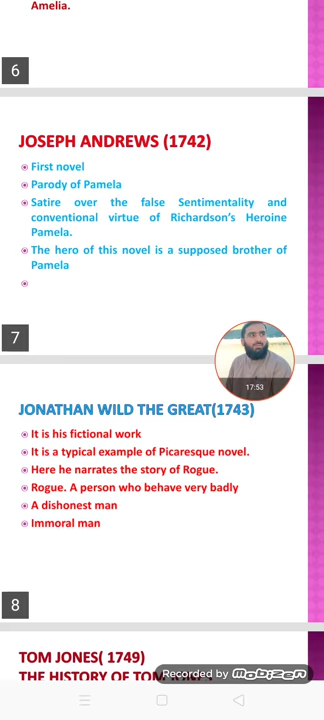 Amelia.
6
JOSEPH ANDREWS (1742)
First novel
Parody of Pamela
Satire over the false Sentimentality and
conventional virtue of Richardson's Heroine
Pamela.
The hero of this novel is a supposed brother of
Pamela
7
17:53
JONATHAN WILD THE GREAT(1743)
It is his fictional work
It is a typical example of Picaresque novel.
Here he narrates the story of Rogue.
Rogue. A person who behave very badly
A dishonest man
Immoral man
8
TOM JONES( 1749)
THE HISTORY OF TOM JONES
Recorded by Mobizen